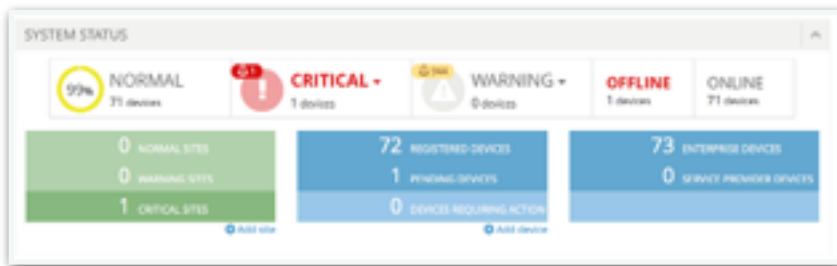 SYSTEM STATUS
99% NORMAL
71 devices
1 CRITICAL
1 devices
WARNING
0 devices
OFFLINE
1 devices
ONLINE
71 devices
0 NORMAL SITES
0 WARNING SITES
1 CRITICAL SITES
Add site
72 REGISTERED DEVICES
1 PENDING DEVICES
0 DEVICES REQUIRING ACTION
Add device
73 ENTERPRISE DEVICES
0 SERVICE PROVIDER DEVICES